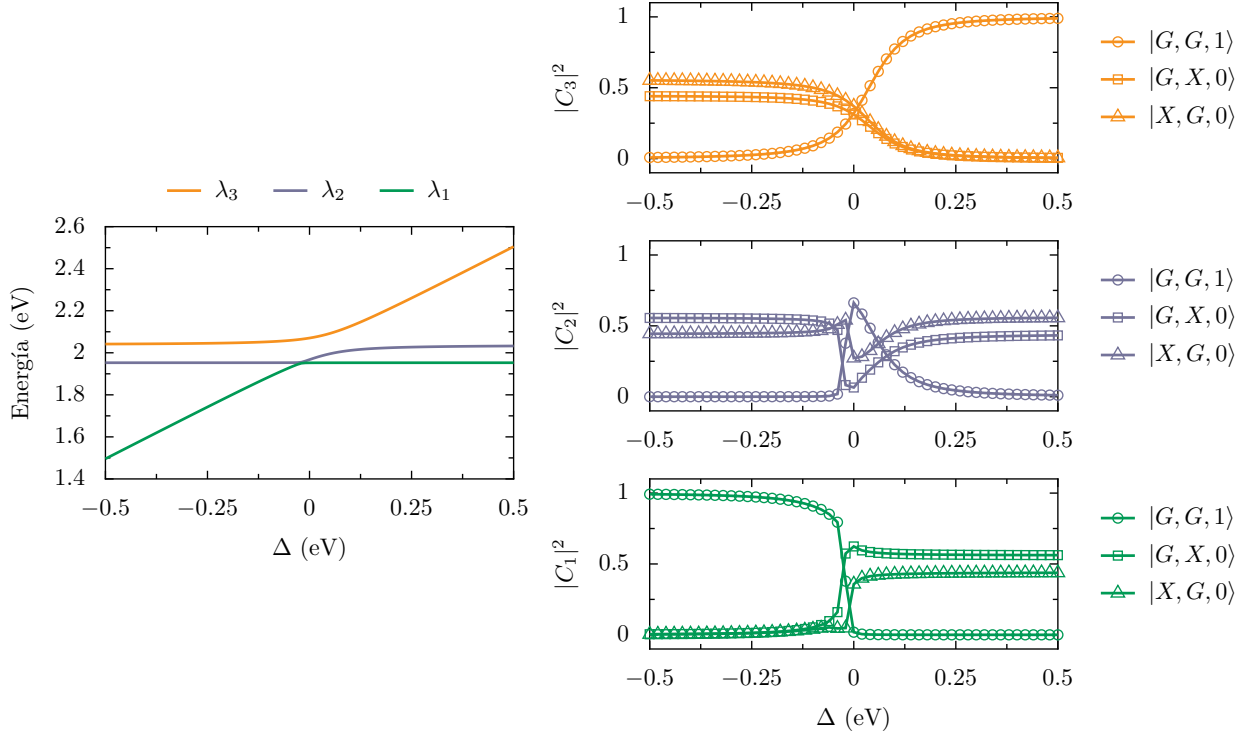 λ₃ λ₂ λ₁
Energía (eV)
2.6
2.4
2.2
2
1.8
1.6
1.4
−0.5 −0.25 0 0.25 0.5
Δ (eV)
|C₃|²
1
0.5
0
−0.5 −0.25 0 0.25 0.5
|G, G, 1⟩
|G, X, 0⟩
|X, G, 0⟩
|C₂|²
1
0.5
0
−0.5 −0.25 0 0.25 0.5
|G, G, 1⟩
|G, X, 0⟩
|X, G, 0⟩
|C₁|²
1
0.5
0
−0.5 −0.25 0 0.25 0.5
Δ (eV)
|G, G, 1⟩
|G, X, 0⟩
|X, G, 0⟩